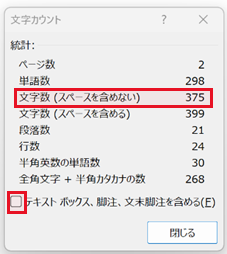 文字カウント
統計:
ページ数 2
単語数 298
文字数 (スペースを含めない) 375
文字数 (スペースを含める) 399
段落数 21
行数 24
半角英数の単語数 30
全角文字 + 半角カタカナの数 268
テキスト ボックス、脚注、文末脚注を含める(F)
閉じる